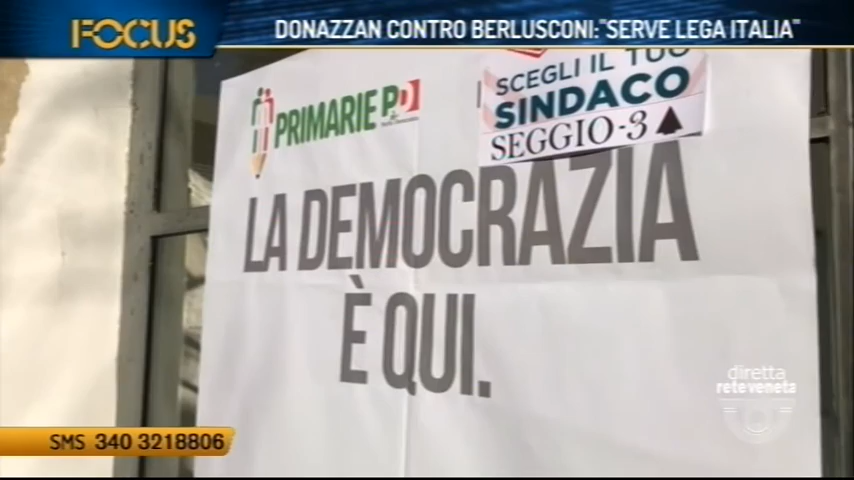 FOCUS
DONAZZAN CONTRO BERLUSCONI:"SERVE LEGA ITALIA"
PRIMARIE PD
SCEGLI IL TUO
SINDACO
SEGGIO-3
LA DEMOCRAZIA
È QUI.
diretta
reteveneta
SMS 340 3218806